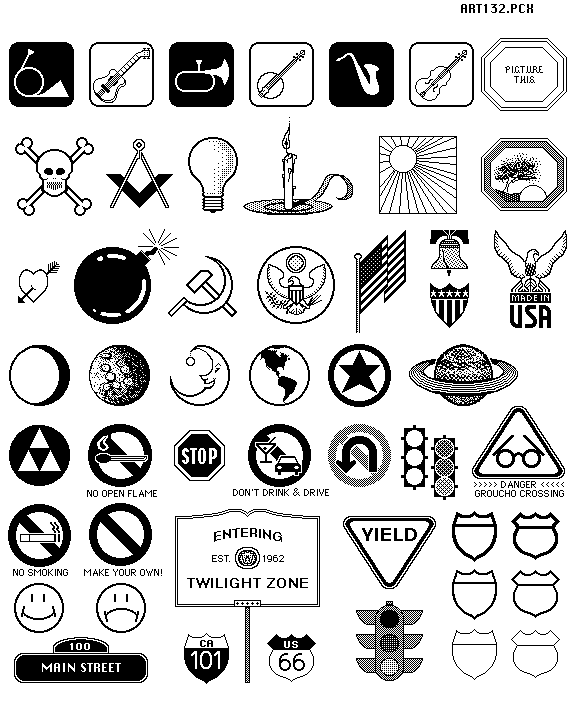 ART132.PCX
PICTURE
THIS
MADE IN
USA
STOP
NO OPEN FLAME
DON'T DRINK & DRIVE
>>>>> DANGER <<<<<
GROUCHO CROSSING
NO SMOKING
MAKE YOUR OWN!
ENTERING
EST. 1962
TWILIGHT ZONE
YIELD
100
MAIN STREET
CA
101
US
66